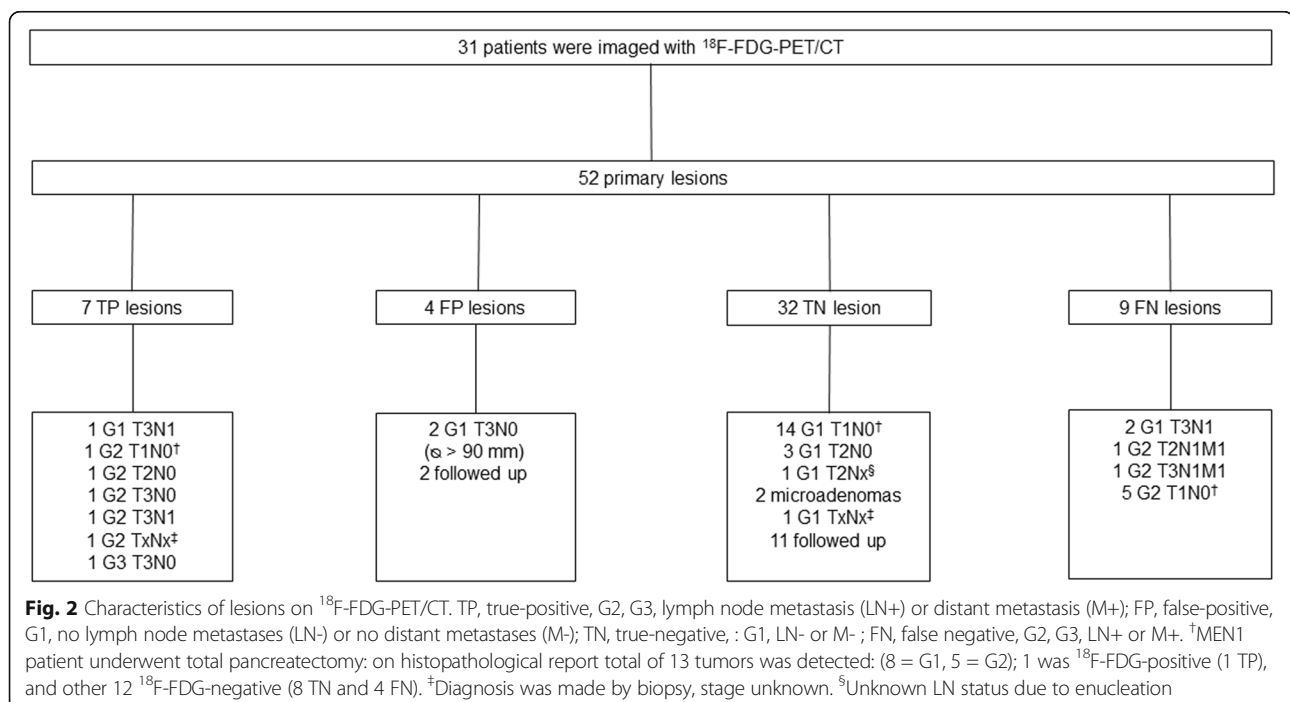 31 patients were imaged with ¹⁸F-FDG-PET/CT
52 primary lesions
7 TP lesions
4 FP lesions
32 TN lesion
9 FN lesions
1 G1 T3N1
1 G2 T1N0†
1 G2 T2N0
1 G2 T3N0
1 G2 T3N1
1 G2 TxNx‡
1 G3 T3N0
2 G1 T3N0
(⦰ > 90 mm)
2 followed up
14 G1 T1N0†
3 G1 T2N0
1 G1 T2Nx§
2 microadenomas
1 G1 TxNx‡
11 followed up
2 G1 T3N1
1 G2 T2N1M1
1 G2 T3N1M1
5 G2 T1N0†
Fig. 2 Characteristics of lesions on ¹⁸F-FDG-PET/CT. TP, true-positive, G2, G3, lymph node metastasis (LN+) or distant metastasis (M+); FP, false-positive,
G1, no lymph node metastases (LN-) or no distant metastases (M-); TN, true-negative, : G1, LN- or M- ; FN, false negative, G2, G3, LN+ or M+. †MEN1
patient underwent total pancreatectomy: on histopathological report total of 13 tumors was detected: (8 = G1, 5 = G2); 1 was ¹⁸F-FDG-positive (1 TP),
and other 12 ¹⁸F-FDG-negative (8 TN and 4 FN). ‡Diagnosis was made by biopsy, stage unknown. §Unknown LN status due to enucleation